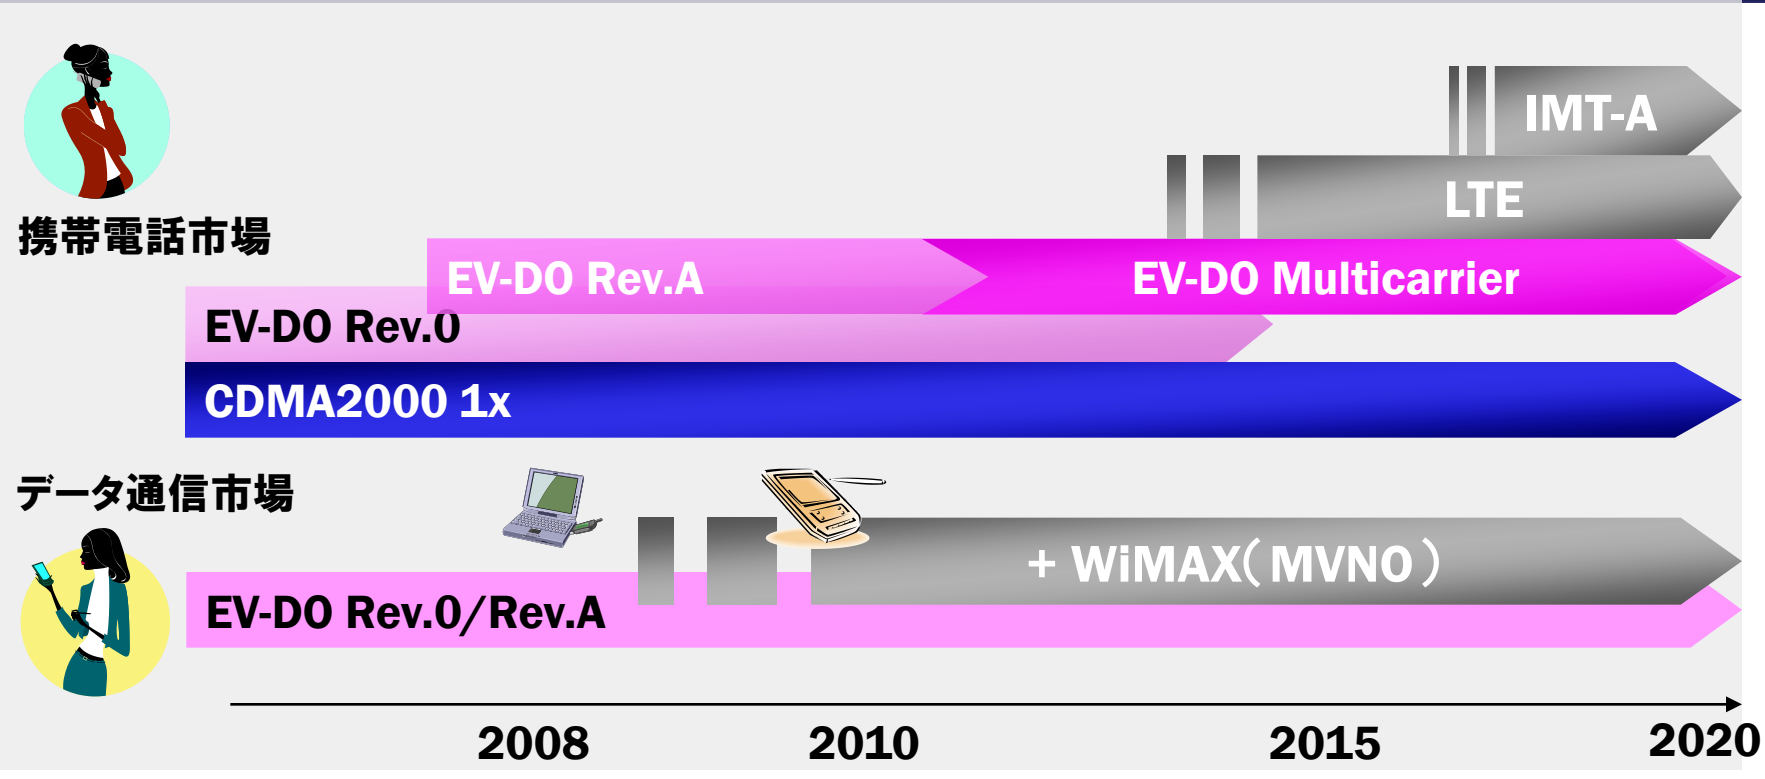 IMT-A
LTE
携帯電話市場
EV-DO Rev.A
EV-DO Multicarrier
EV-DO Rev.0
CDMA2000 1x
データ通信市場
+ WiMAX(MVNO)
EV-DO Rev.0/Rev.A
2008
2010
2015
2020